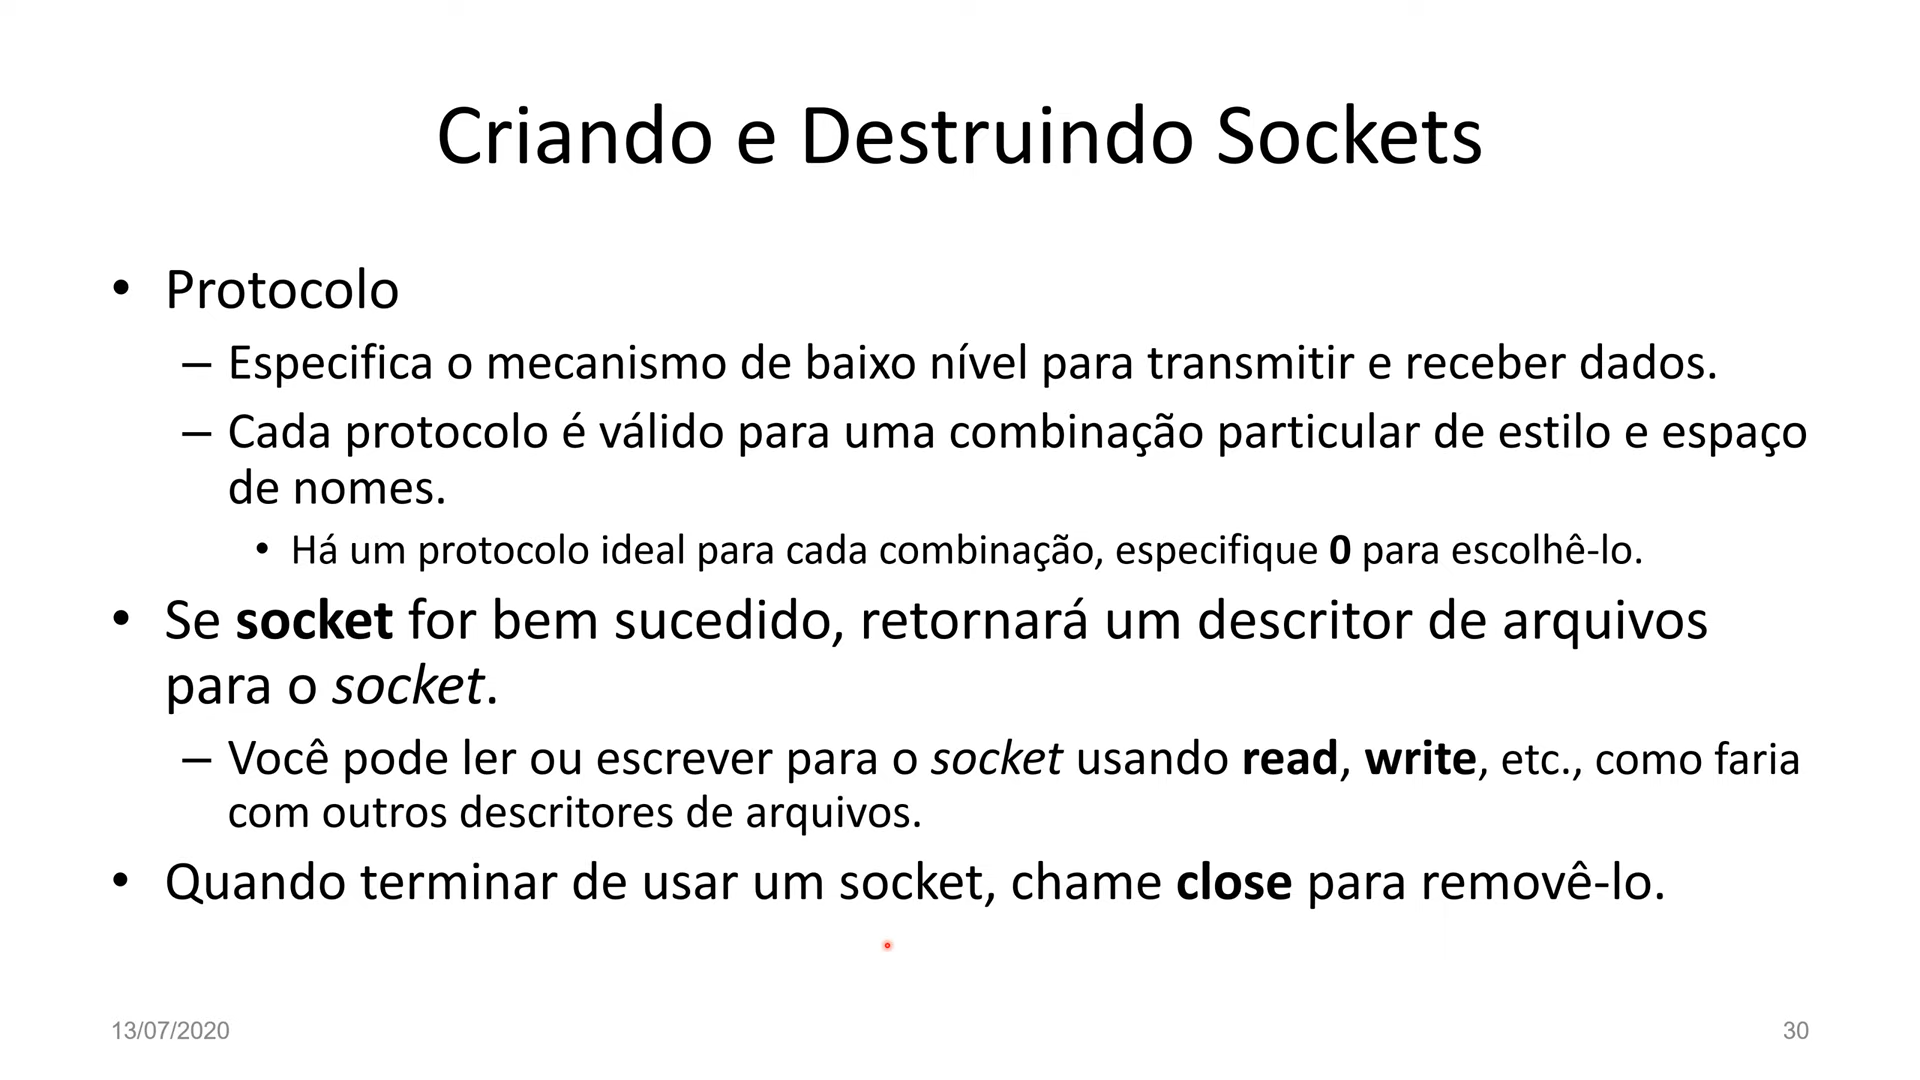 Criando e Destruindo Sockets
• Protocolo
– Especifica o mecanismo de baixo nível para transmitir e receber dados.
– Cada protocolo é válido para uma combinação particular de estilo e espaço
de nomes.
• Há um protocolo ideal para cada combinação, especifique 0 para escolhê-lo.
• Se socket for bem sucedido, retornará um descritor de arquivos
para o socket.
– Você pode ler ou escrever para o socket usando read, write, etc., como faria
com outros descritores de arquivos.
• Quando terminar de usar um socket, chame close para removê-lo.
13/07/2020
30